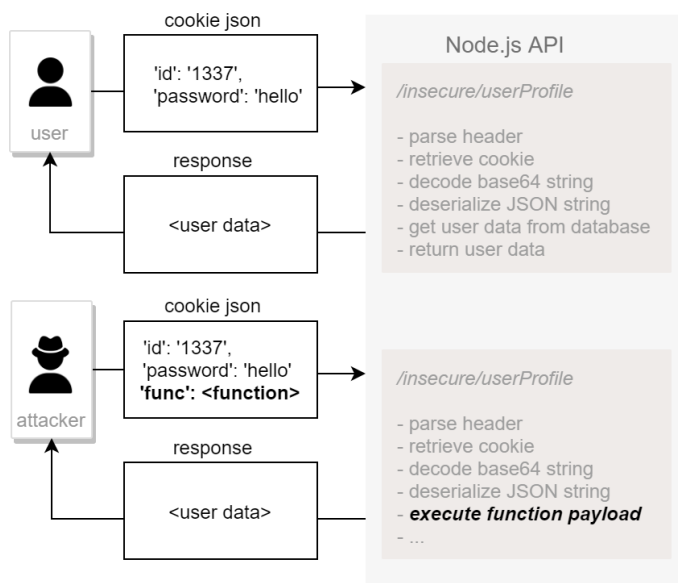 cookie json
Node.js API
'id': '1337',
'password': 'hello'
user
/insecure/userProfile
- parse header
- retrieve cookie
- decode base64 string
- deserialize JSON string
- get user data from database
- return user data
response
<user data>
cookie json
'id': '1337',
'password': 'hello'
'func': <function>
attacker
/insecure/userProfile
- parse header
- retrieve cookie
- decode base64 string
- deserialize JSON string
- execute function payload
- ...
response
<user data>